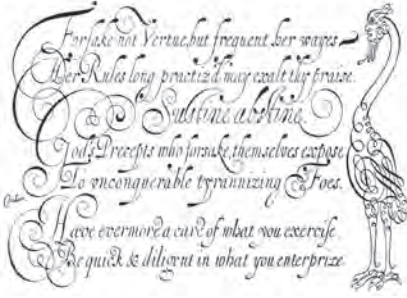 Forsake not Vertue, but frequent her wayes
Her Rules long practiz'd may exalt thy praise.
Sustine abstine.
God's Precepts who forsake, themselves expose
To vnconquerable tyrannizing Foes.
Have evermore a care of what you exercise,
Be quick & diligent in what you enterprize